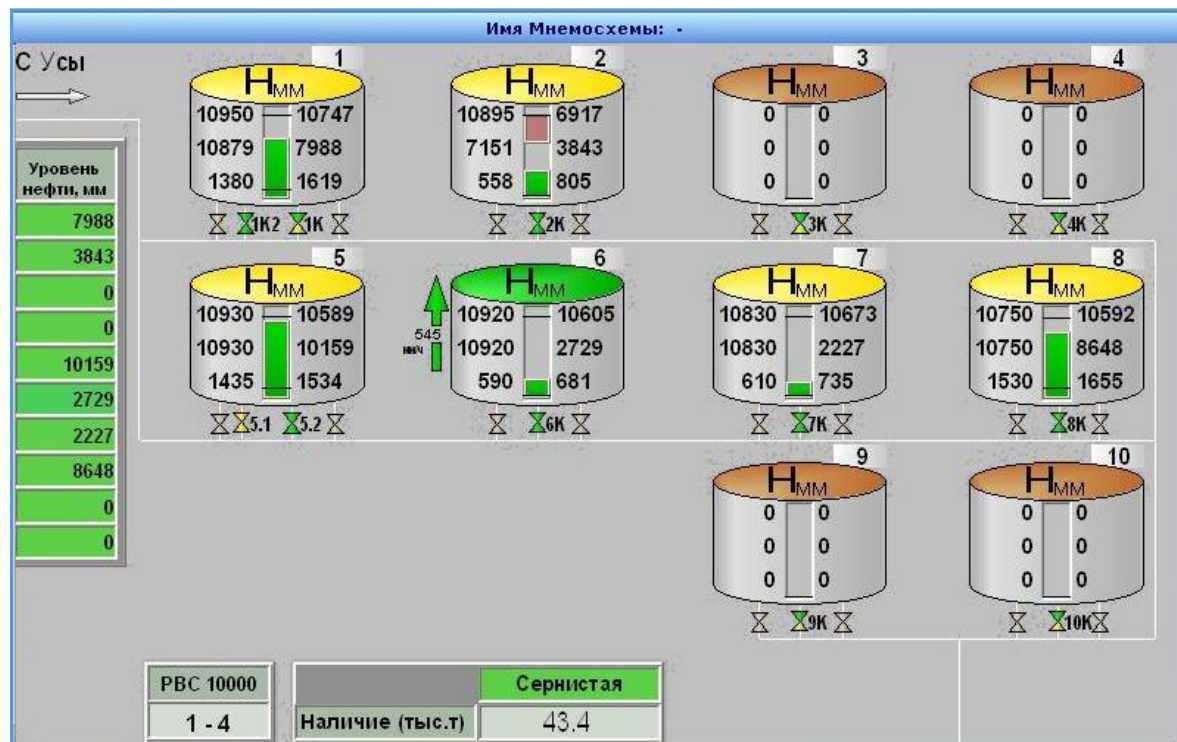 Имя Мнемосхемы: -
С Усы
1
2
3
4
Нмм
Нмм
Нмм
Нмм
10950 10747
10895 6917
0 0
0 0
10879 7988
7151 3843
0 0
0 0
1380 1619
558 805
0 0
0 0
1К2 1К
2К
3К
4К
Уровень
нефти, мм
7988
3843
0
0
10159
2729
2227
8648
0
0
5
6
7
8
Нмм
Нмм
Нмм
Нмм
10930 10589
545
10920 10605
10830 10673
10750 10592
10930 10159
10920 2729
10830 2227
10750 8648
1435 1534
590 681
610 735
1530 1655
5.1 5.2
6К
7К
8К
9
10
Нмм
Нмм
0 0
0 0
0 0
0 0
0 0
0 0
9К
10К
РВС 10000
1 - 4
Сернистая
Наличие (тыс.т) 43.4